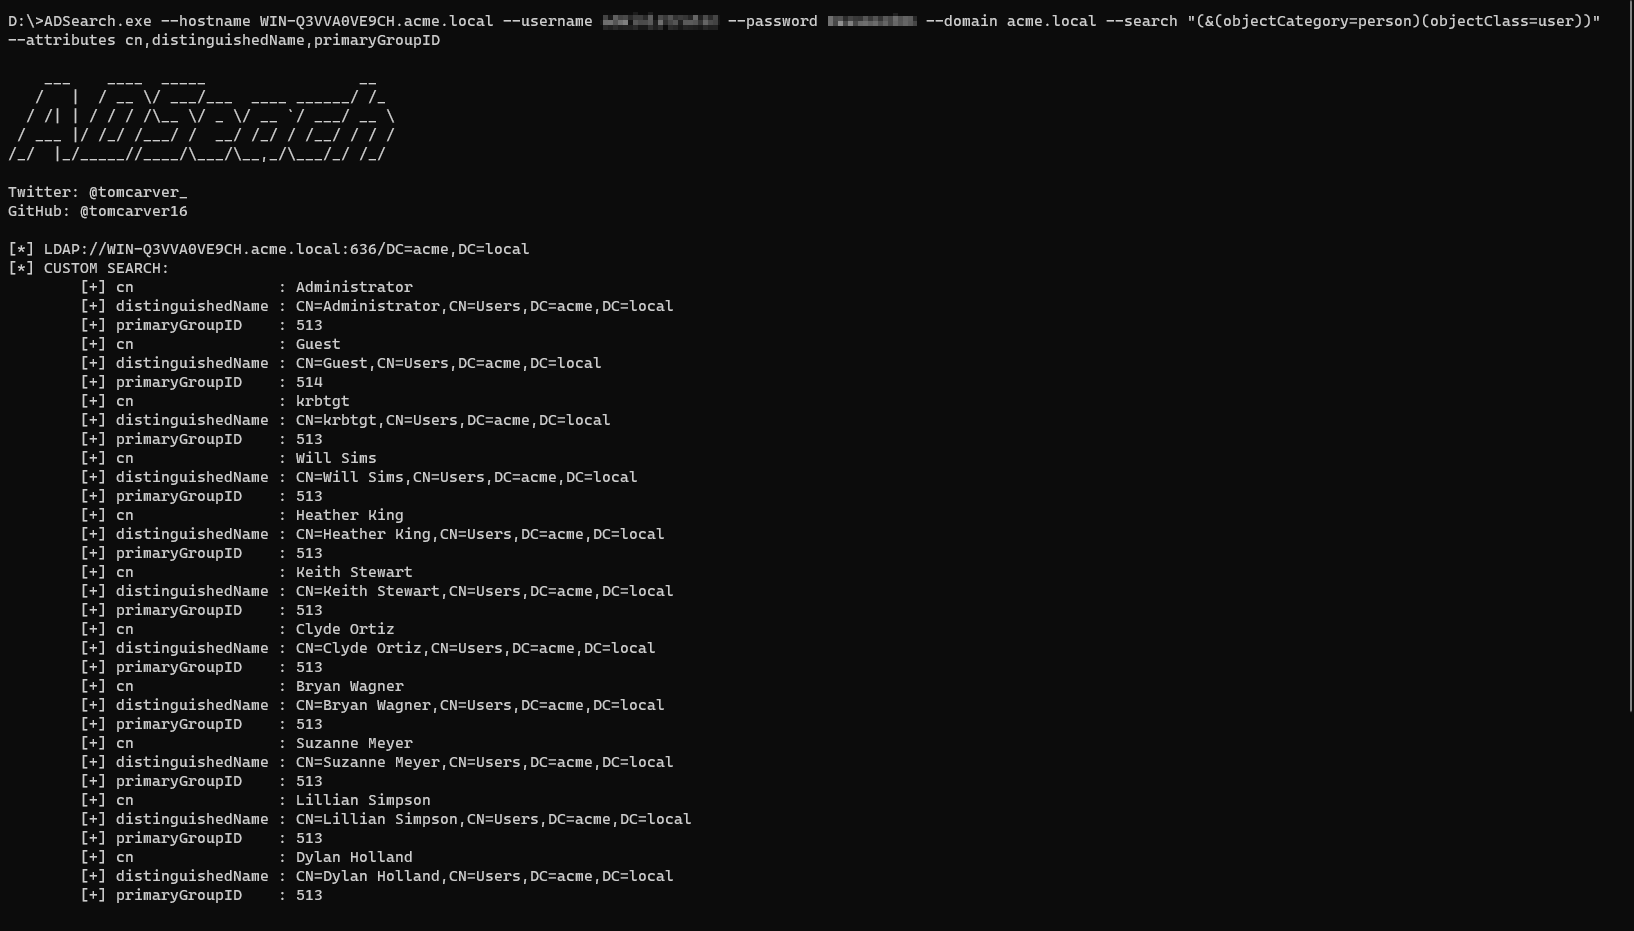 D:\>ADSearch.exe --hostname WIN-Q3VVA0VE9CH.acme.local --username --password --domain acme.local --search "(&(objectCategory=person)(objectClass=user))"
--attributes cn,distinguishedName,primaryGroupID
ADSearch
Twitter: @tomcarver_
GitHub: @tomcarver16
[*] LDAP://WIN-Q3VVA0VE9CH.acme.local:636/DC=acme,DC=local
[*] CUSTOM SEARCH:
[+] cn : Administrator
[+] distinguishedName : CN=Administrator,CN=Users,DC=acme,DC=local
[+] primaryGroupID : 513
[+] cn : Guest
[+] distinguishedName : CN=Guest,CN=Users,DC=acme,DC=local
[+] primaryGroupID : 514
[+] cn : krbtgt
[+] distinguishedName : CN=krbtgt,CN=Users,DC=acme,DC=local
[+] primaryGroupID : 513
[+] cn : Will Sims
[+] distinguishedName : CN=Will Sims,CN=Users,DC=acme,DC=local
[+] primaryGroupID : 513
[+] cn : Heather King
[+] distinguishedName : CN=Heather King,CN=Users,DC=acme,DC=local
[+] primaryGroupID : 513
[+] cn : Keith Stewart
[+] distinguishedName : CN=Keith Stewart,CN=Users,DC=acme,DC=local
[+] primaryGroupID : 513
[+] cn : Clyde Ortiz
[+] distinguishedName : CN=Clyde Ortiz,CN=Users,DC=acme,DC=local
[+] primaryGroupID : 513
[+] cn : Bryan Wagner
[+] distinguishedName : CN=Bryan Wagner,CN=Users,DC=acme,DC=local
[+] primaryGroupID : 513
[+] cn : Suzanne Meyer
[+] distinguishedName : CN=Suzanne Meyer,CN=Users,DC=acme,DC=local
[+] primaryGroupID : 513
[+] cn : Lillian Simpson
[+] distinguishedName : CN=Lillian Simpson,CN=Users,DC=acme,DC=local
[+] primaryGroupID : 513
[+] cn : Dylan Holland
[+] distinguishedName : CN=Dylan Holland,CN=Users,DC=acme,DC=local
[+] primaryGroupID : 513